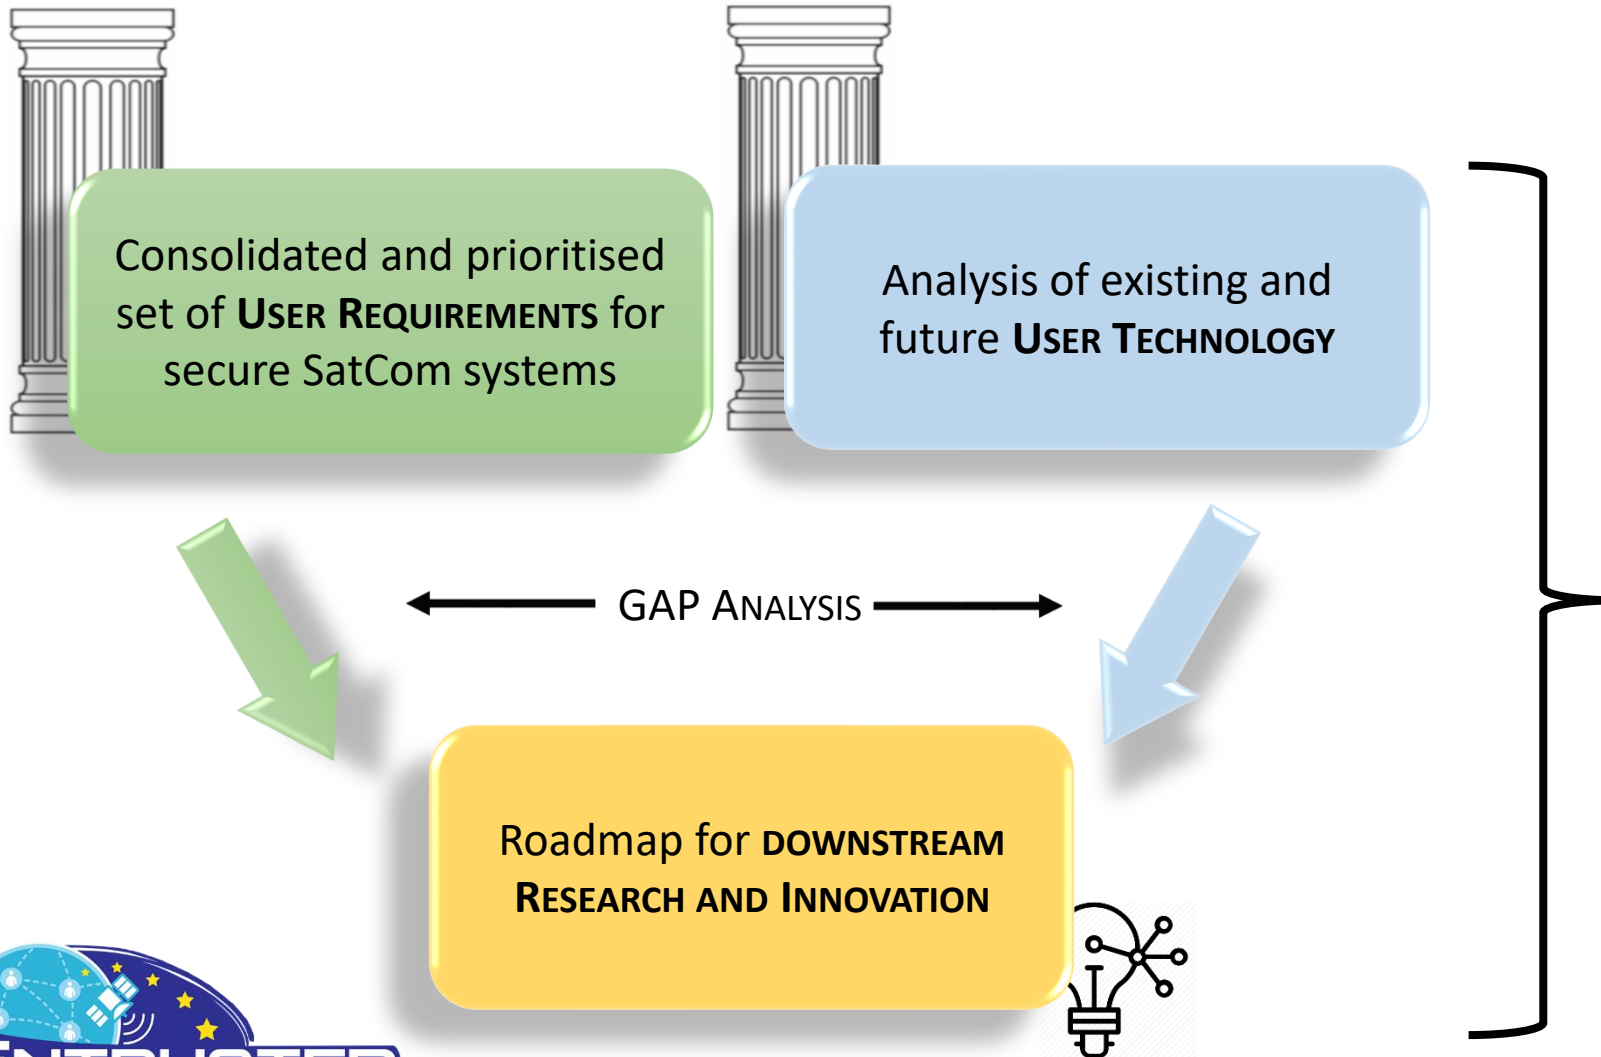 Consolidated and prioritised
set of USER REQUIREMENTS for
secure SatCom systems
Analysis of existing and
future USER TECHNOLOGY
GAP ANALYSIS
Roadmap for DOWNSTREAM
RESEARCH AND INNOVATION
ENTRUSTED